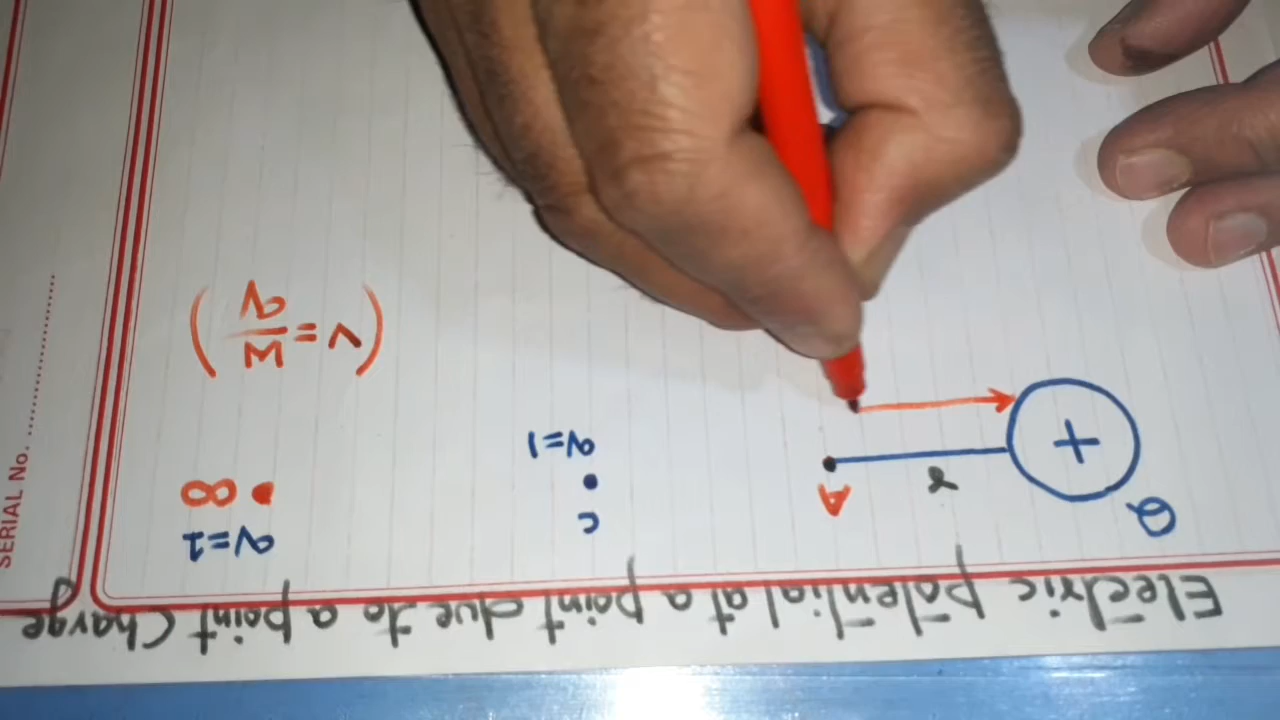 Electric potential at a point due to a point Charge
Q
A
r
+
C
q=1
q=1
∞
(V = W/q)
SERIAL No. ..............................